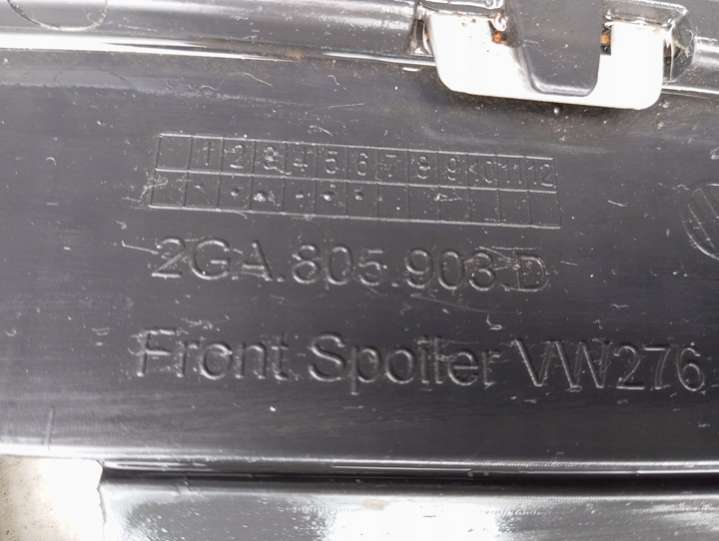 1 2 3 4 5 6 7 8 9 10 11 12
2GA.805.903.D
Front Spoiler VW276